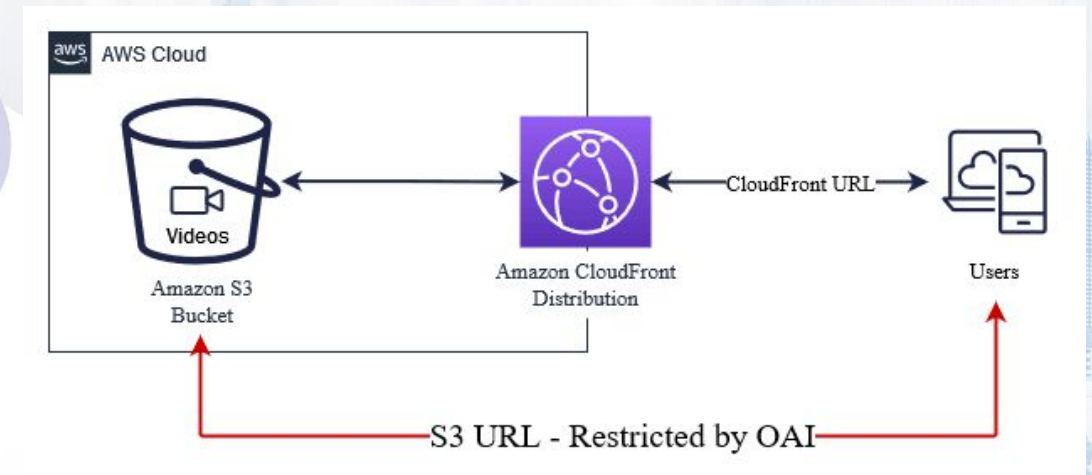 aws
AWS Cloud
Videos
Amazon S3
Bucket
Amazon CloudFront
Distribution
CloudFront URL
Users
S3 URL - Restricted by OAI